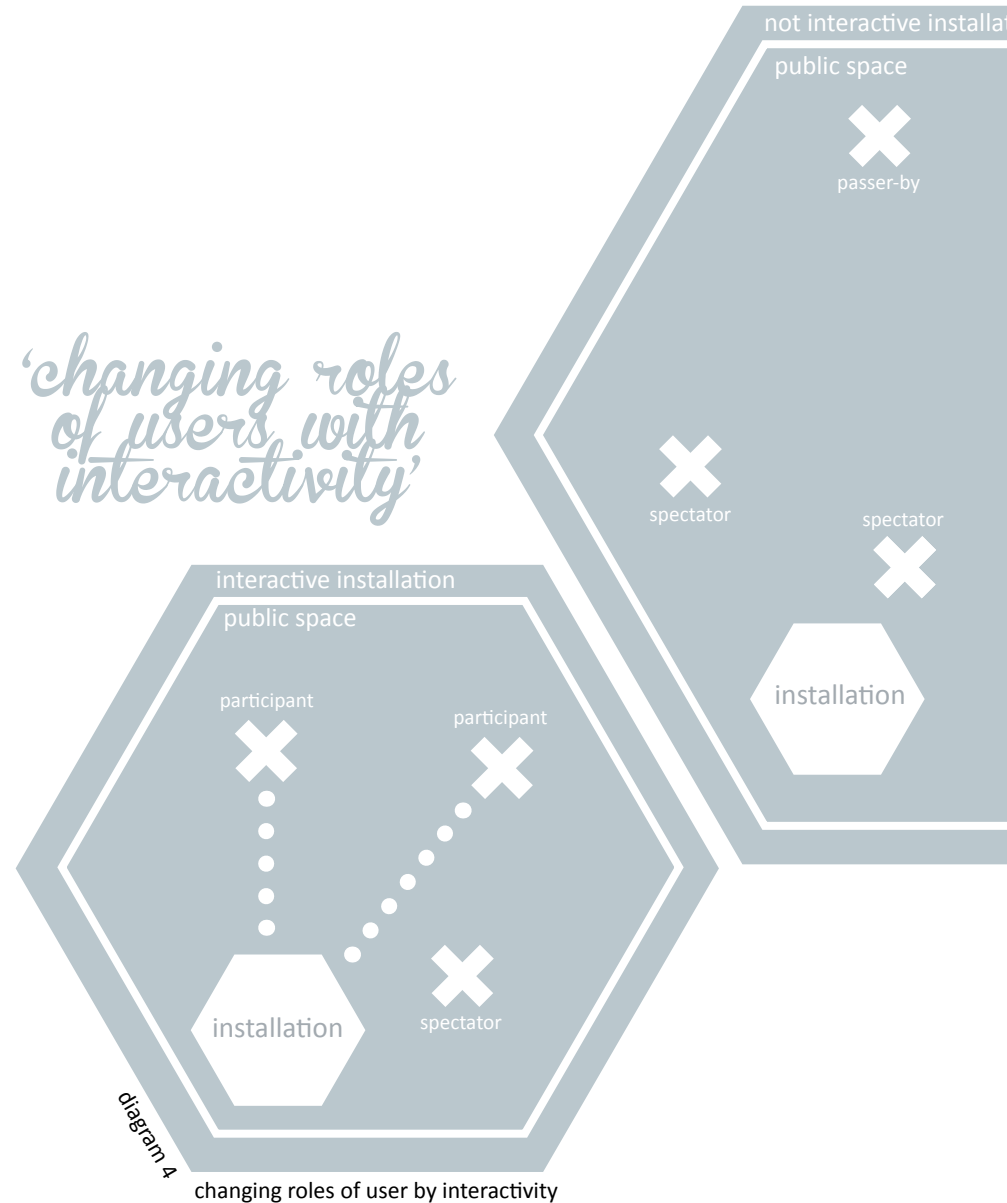 not interactive installat
public space
passer-by
‘changing roles
of users with
interactivity’
spectator
spectator
installation
interactive installation
public space
participant
participant
spectator
installation
diagram 4
changing roles of user by interactivity